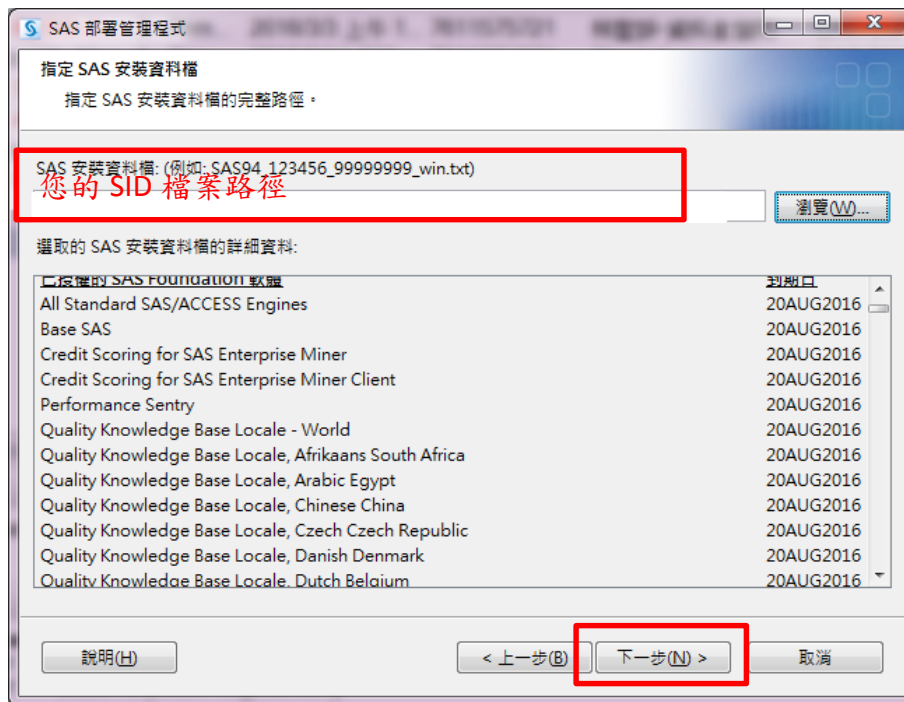 SAS 部署管理程式
指定 SAS 安裝資料檔
指定 SAS 安裝資料檔的完整路徑。
SAS 安裝資料檔: (例如: SAS94_123456_99999999_win.txt)
您的 SID 檔案路徑
瀏覽(W)...
選取的 SAS 安裝資料檔的詳細資料:
已授權的 SAS Foundation 軟體 到期日
All Standard SAS/ACCESS Engines 20AUG2016
Base SAS 20AUG2016
Credit Scoring for SAS Enterprise Miner 20AUG2016
Credit Scoring for SAS Enterprise Miner Client 20AUG2016
Performance Sentry 20AUG2016
Quality Knowledge Base Locale - World 20AUG2016
Quality Knowledge Base Locale, Afrikaans South Africa 20AUG2016
Quality Knowledge Base Locale, Arabic Egypt 20AUG2016
Quality Knowledge Base Locale, Chinese China 20AUG2016
Quality Knowledge Base Locale, Czech Czech Republic 20AUG2016
Quality Knowledge Base Locale, Danish Denmark 20AUG2016
Quality Knowledge Base Locale, Dutch Belgium 20AUG2016
說明(H) < 上一步(B) 下一步(N) > 取消